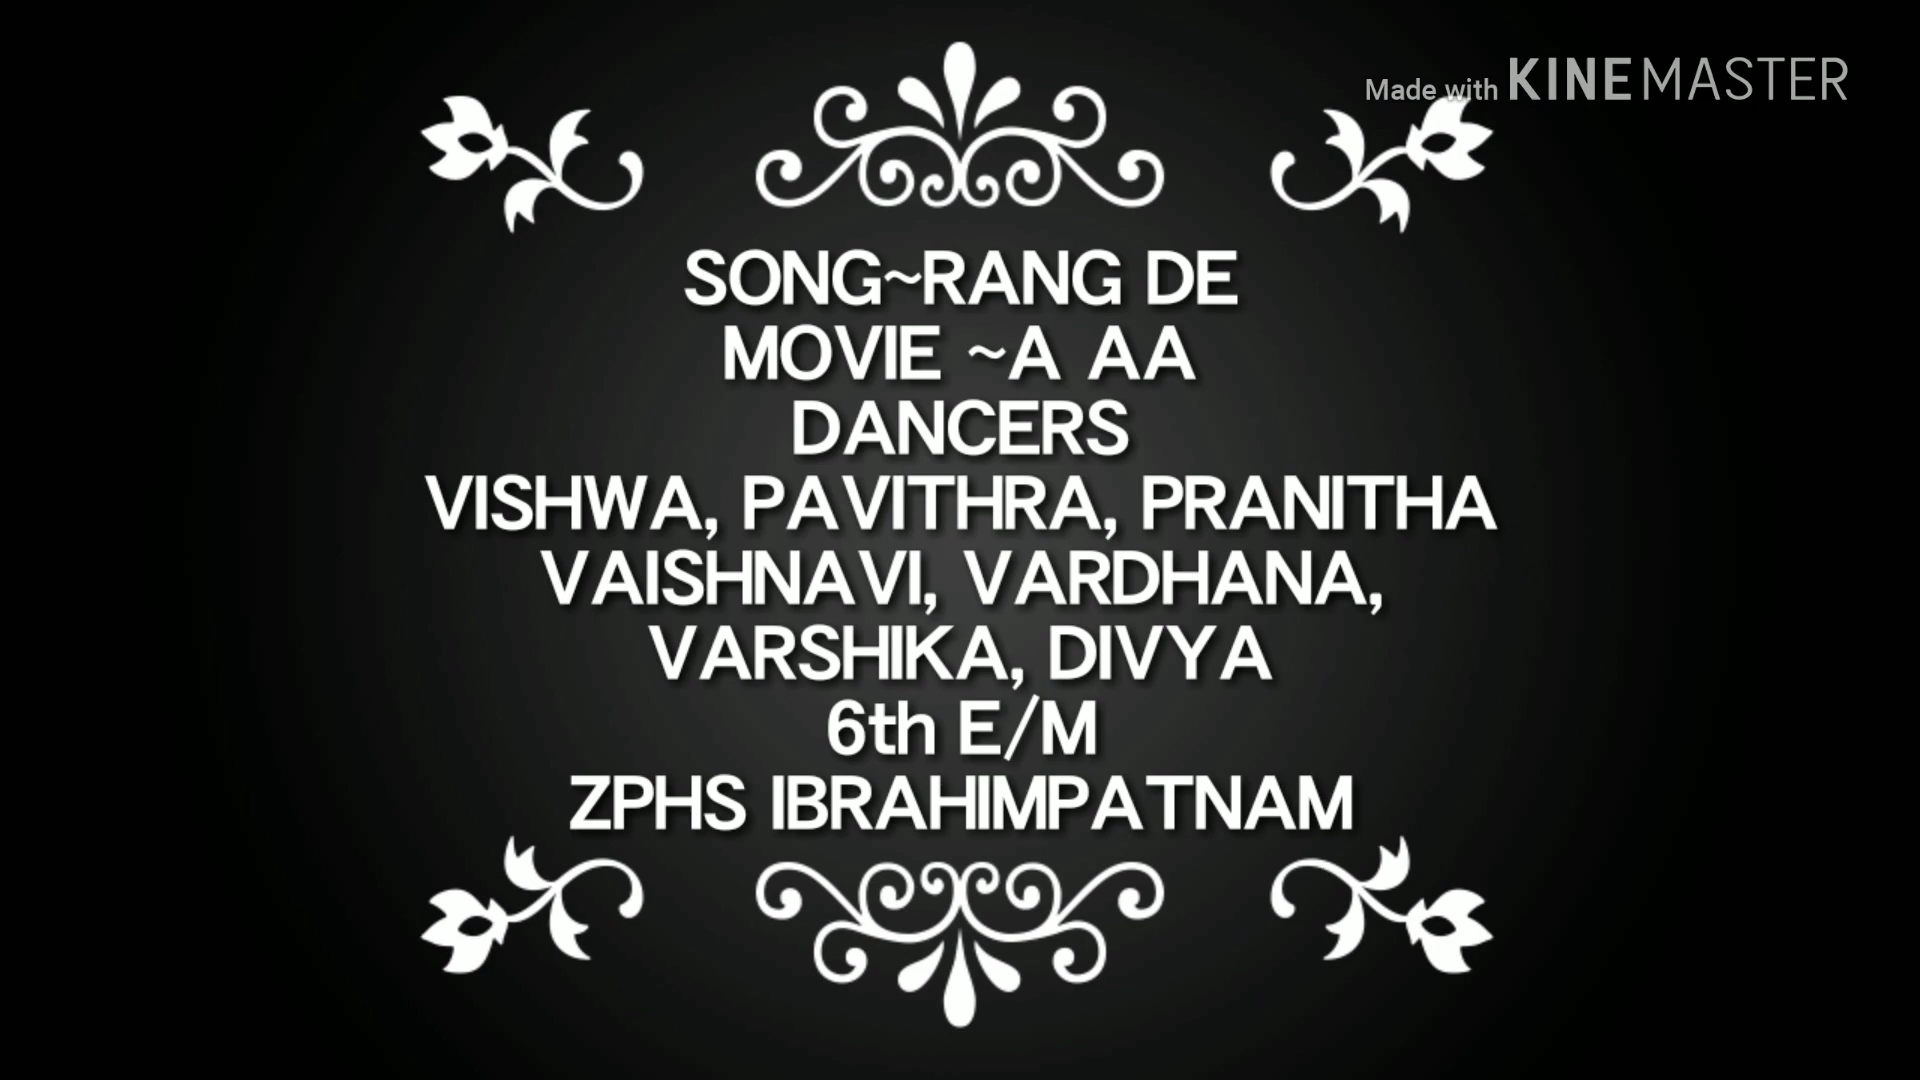 Made with KINEMASTER
SONG~RANG DE
MOVIE ~A AA
DANCERS
VISHWA, PAVITHRA, PRANITHA
VAISHNAVI, VARDHANA,
VARSHIKA, DIVYA
6th E/M
ZPHS IBRAHIMPATNAM